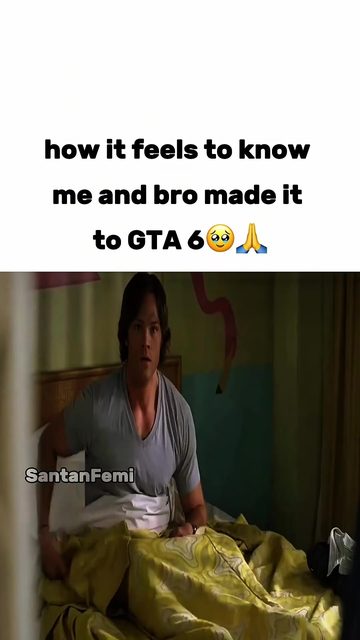 how it feels to know
me and bro made it
to GTA 6🥹🙏
SantanFemi